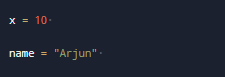 x = 10
name = "Arjun"